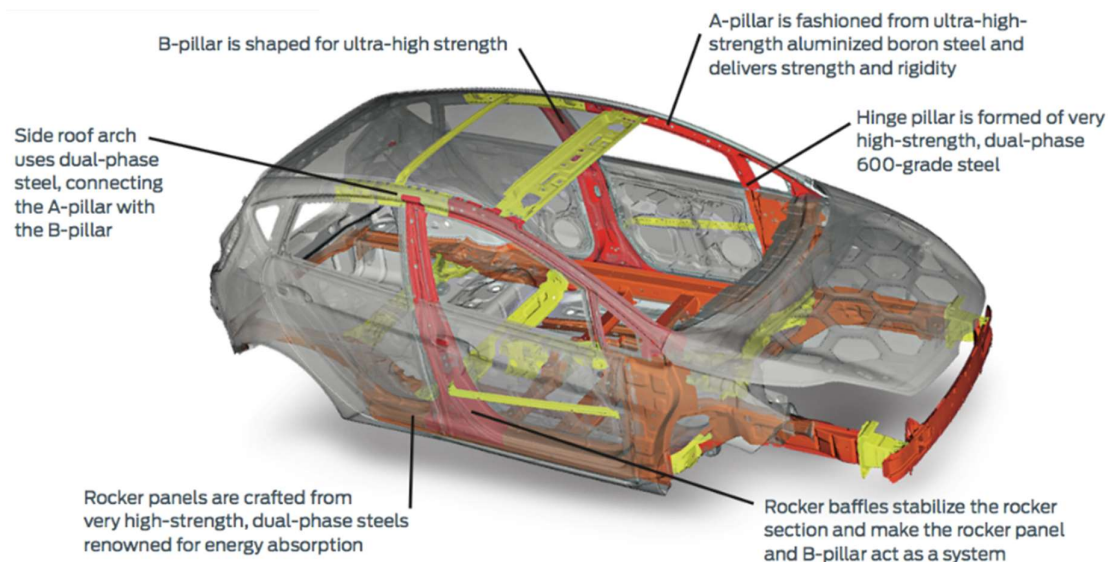 B-pillar is shaped for ultra-high strength
A-pillar is fashioned from ultra-high-
strength aluminized boron steel and
delivers strength and rigidity
Side roof arch
uses dual-phase
steel, connecting
the A-pillar with
the B-pillar
Hinge pillar is formed of very
high-strength, dual-phase
600-grade steel
Rocker panels are crafted from
very high-strength, dual-phase steels
renowned for energy absorption
Rocker baffles stabilize the rocker
section and make the rocker panel
and B-pillar act as a system